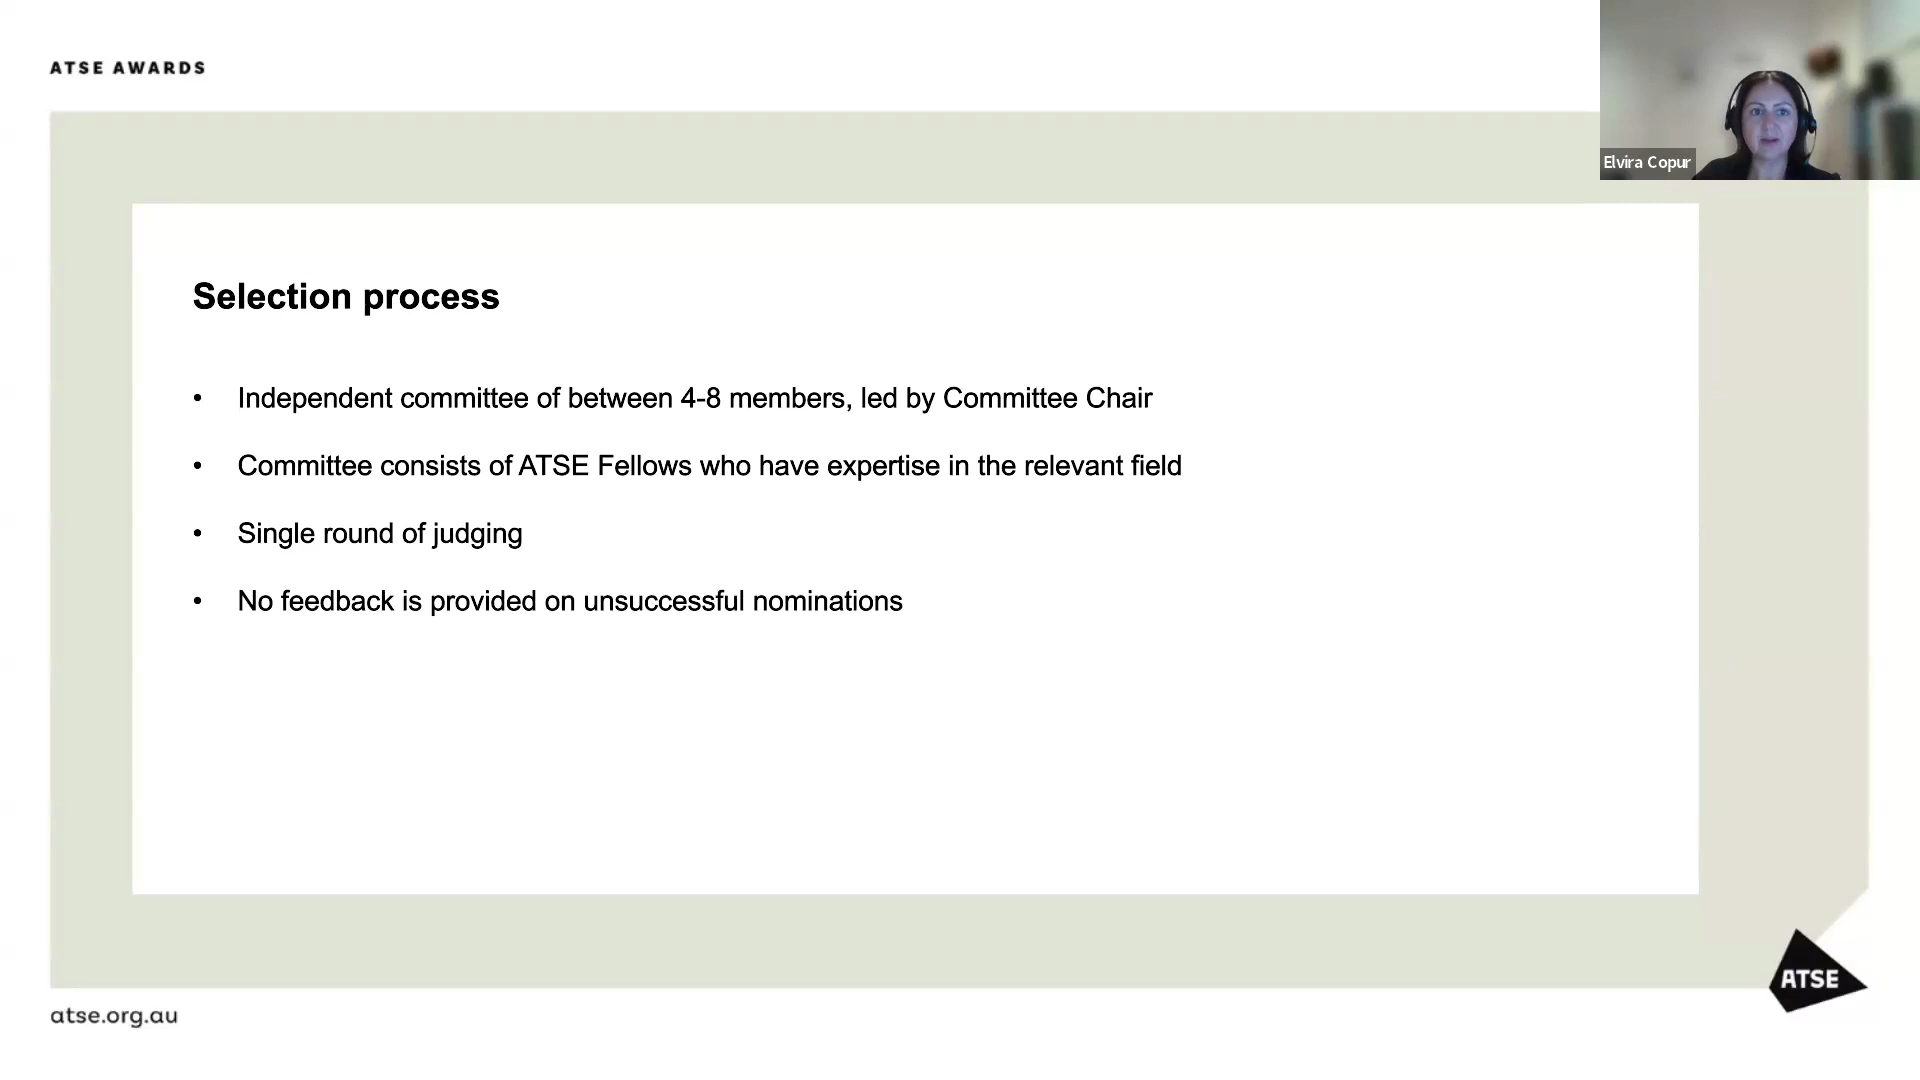 ATSE AWARDS
Elvira Copur
Selection process
• Independent committee of between 4-8 members, led by Committee Chair
• Committee consists of ATSE Fellows who have expertise in the relevant field
• Single round of judging
• No feedback is provided on unsuccessful nominations
ATSE
atse.org.au